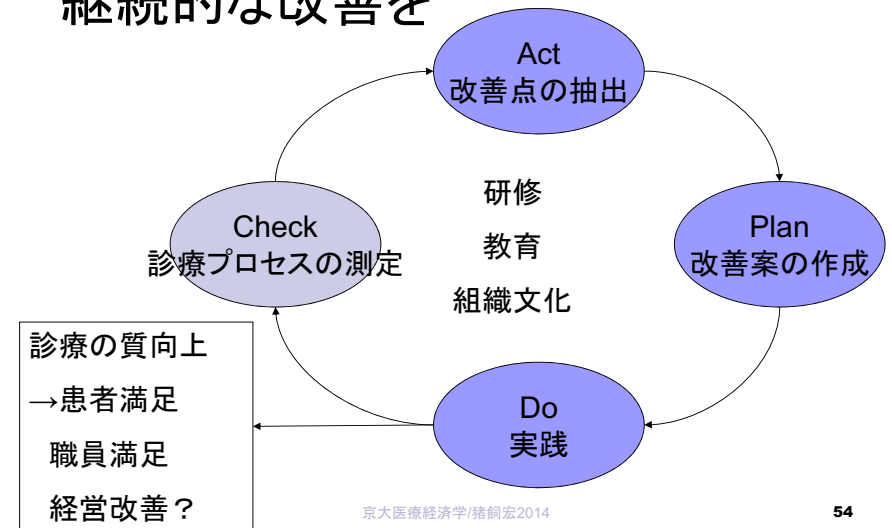 継続的な改善を
Act
改善点の抽出
Check
診療プロセスの測定
研修
教育
組織文化
Plan
改善案の作成
Do
実践
診療の質向上
→患者満足
職員満足
経営改善？
京大医療経済学/猪飼宏2014
54